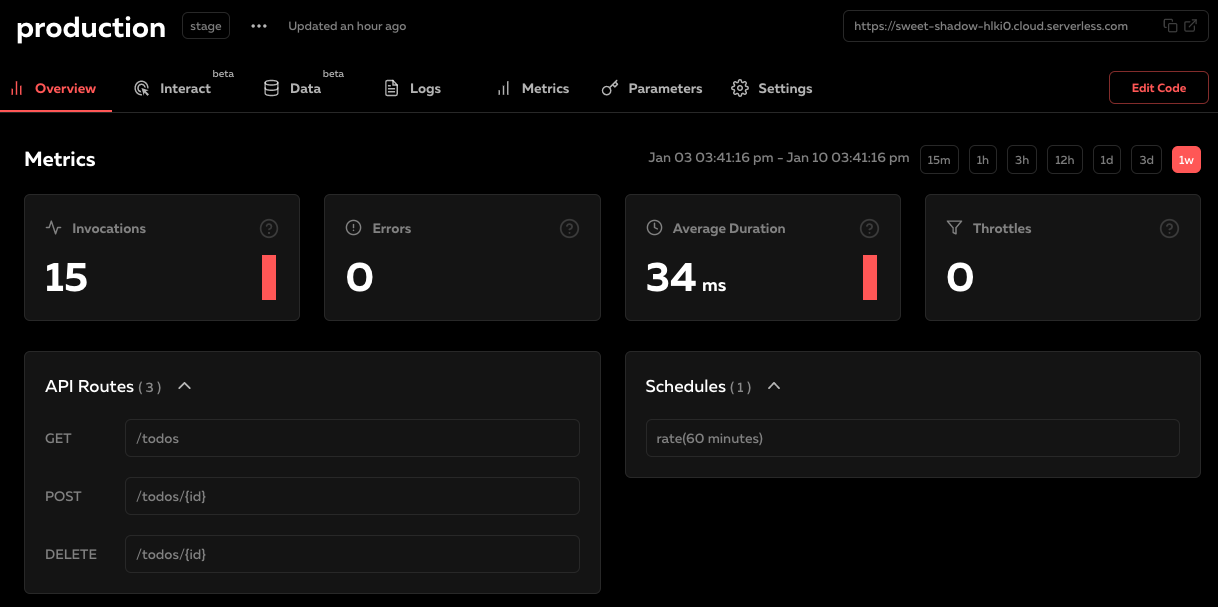 production stage ••• Updated an hour ago https://sweet-shadow-hlki0.cloud.serverless.com
Overview Interact beta Data beta Logs Metrics Parameters Settings Edit Code
Metrics Jan 03 03:41:16 pm - Jan 10 03:41:16 pm 15m 1h 3h 12h 1d 3d 1w
Invocations ? Errors ? Average Duration ? Throttles ?
15 0 34 ms 0
API Routes ( 3 ) Schedules ( 1 )
GET /todos rate(60 minutes)
POST /todos/{id}
DELETE /todos/{id}